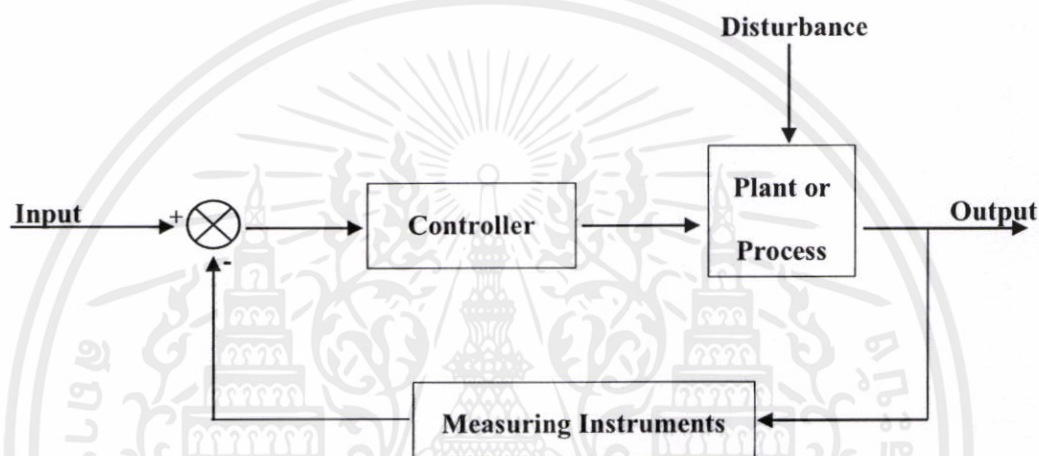 Disturbance
Plant or
Process
Input
+
Controller
Output
-
Measuring Instruments